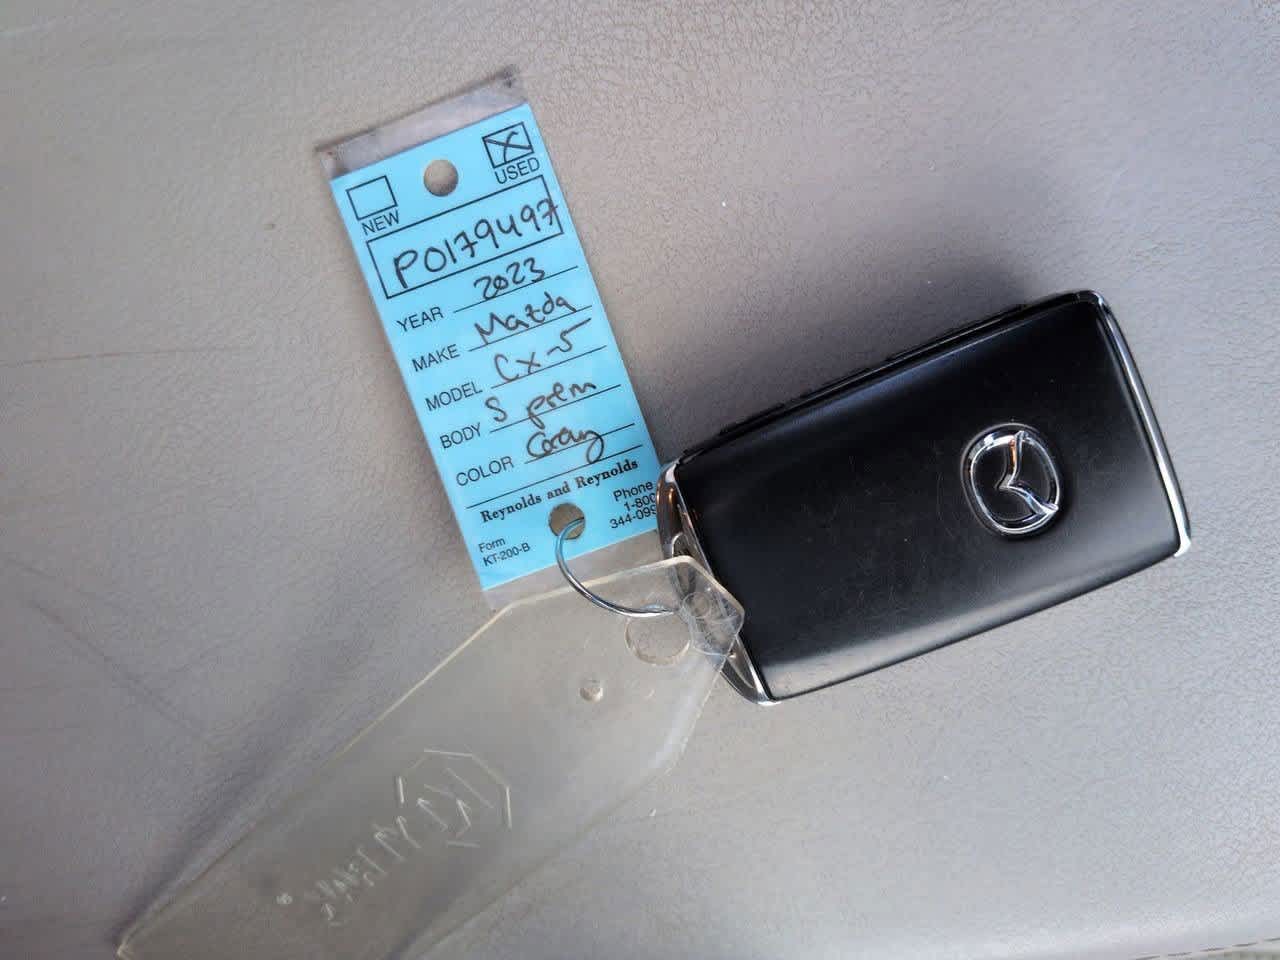 USED
NEW
P0179497
YEAR 2023
MAKE Mazda
MODEL Cx-5
BODY S prem
COLOR Gray
Reynolds and Reynolds
Form
KT-200-B
Phone
1-800
344-099